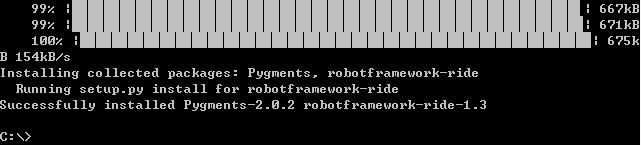 99% | | 667kB
99% | | 671kB
100% | | 675k
B 154kB/s
Installing collected packages: Pygments, robotframework-ride
Running setup.py install for robotframework-ride
Successfully installed Pygments-2.0.2 robotframework-ride-1.3
C:\>